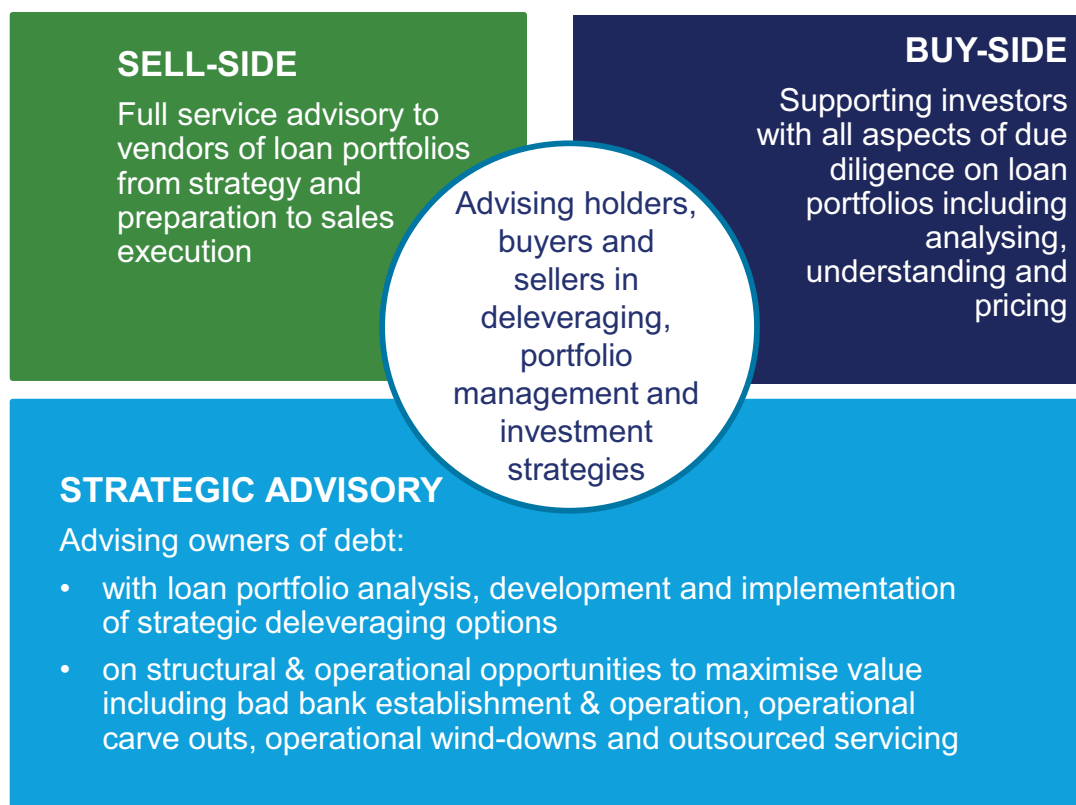 SELL-SIDE
Full service advisory to
vendors of loan portfolios
from strategy and
preparation to sales
execution
BUY-SIDE
Supporting investors
with all aspects of due
diligence on loan
portfolios including
analysing,
understanding and
pricing
Advising holders,
buyers and
sellers in
deleveraging,
portfolio
management and
investment
strategies
STRATEGIC ADVISORY
Advising owners of debt:
• with loan portfolio analysis, development and implementation
of strategic deleveraging options
• on structural & operational opportunities to maximise value
including bad bank establishment & operation, operational
carve outs, operational wind-downs and outsourced servicing